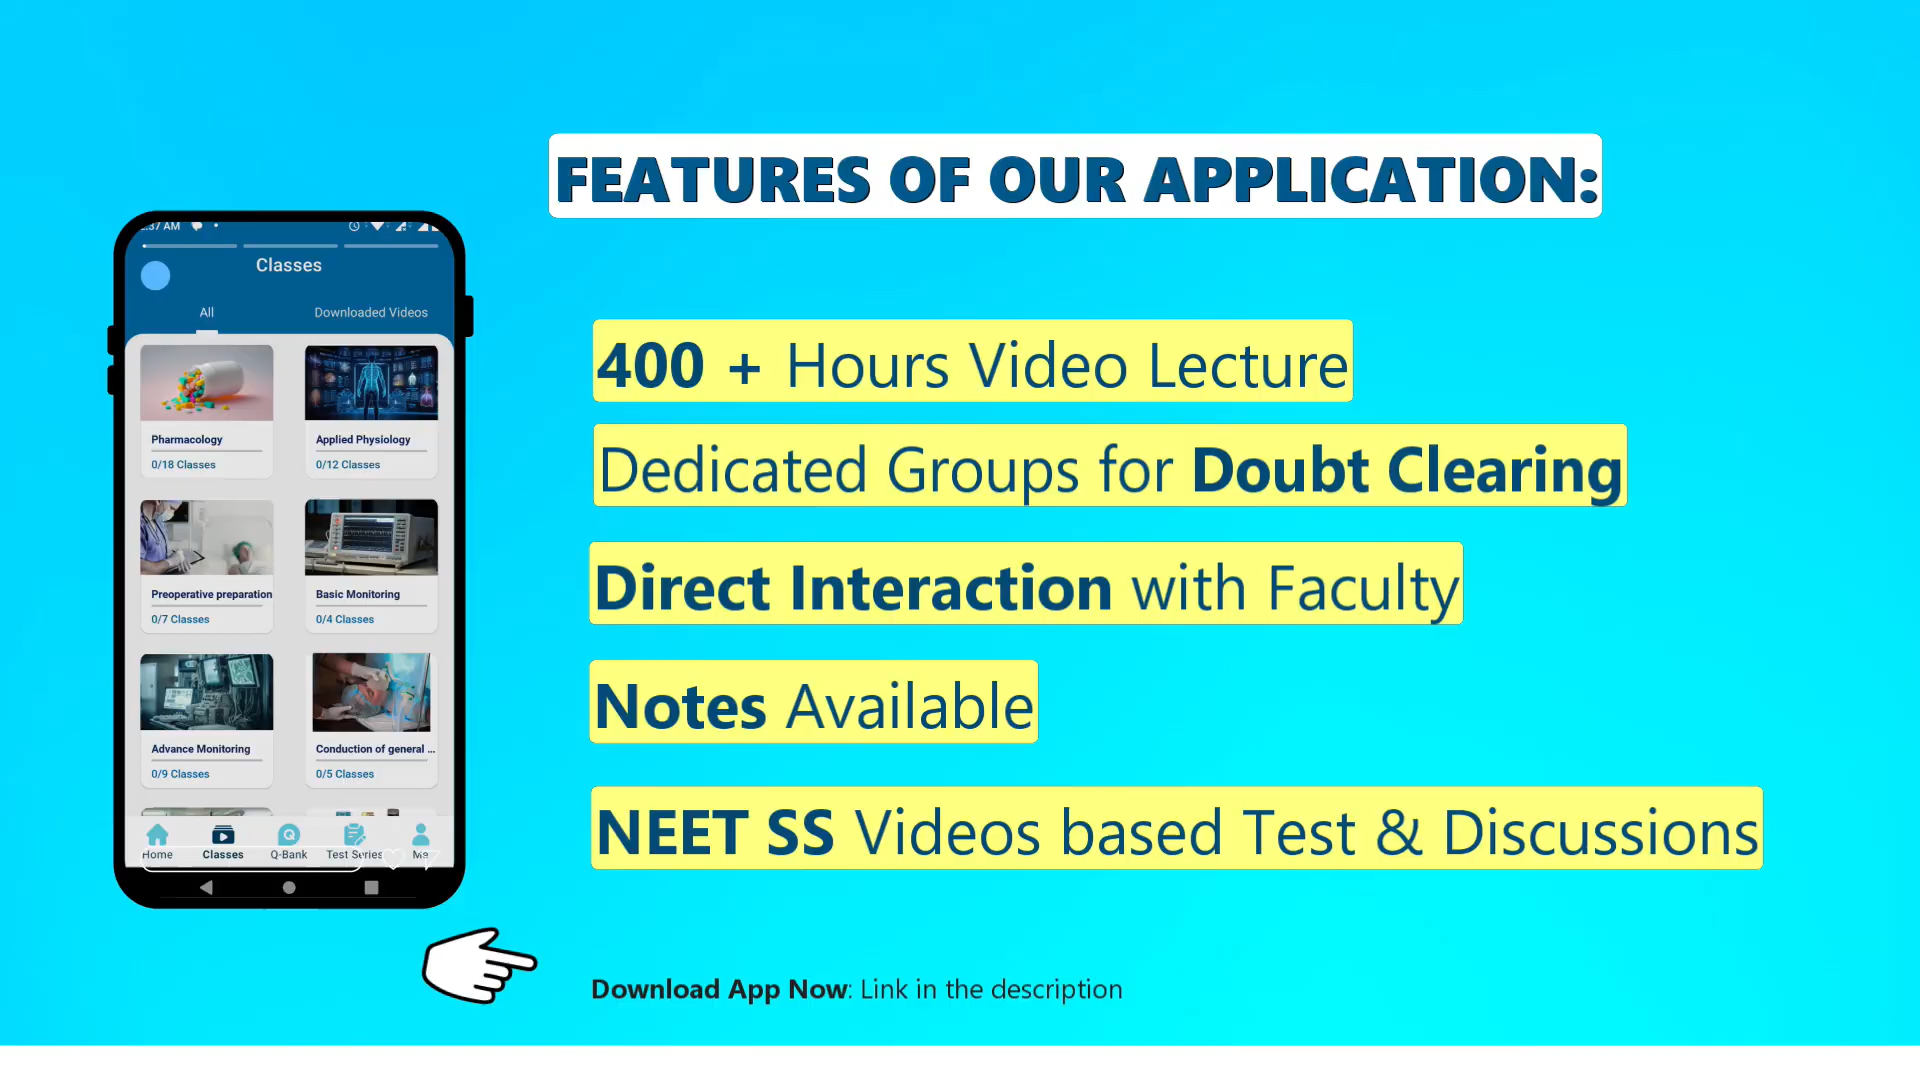 FEATURES OF OUR APPLICATION:
:37 AM
Classes
All Downloaded Videos
Pharmacology Applied Physiology
0/18 Classes 0/12 Classes
Preoperative preparation Basic Monitoring
0/7 Classes 0/4 Classes
Advance Monitoring Conduction of general ...
0/9 Classes 0/5 Classes
Home Classes Q-Bank Test Series Me
400 + Hours Video Lecture
Dedicated Groups for Doubt Clearing
Direct Interaction with Faculty
Notes Available
NEET SS Videos based Test & Discussions
Download App Now: Link in the description